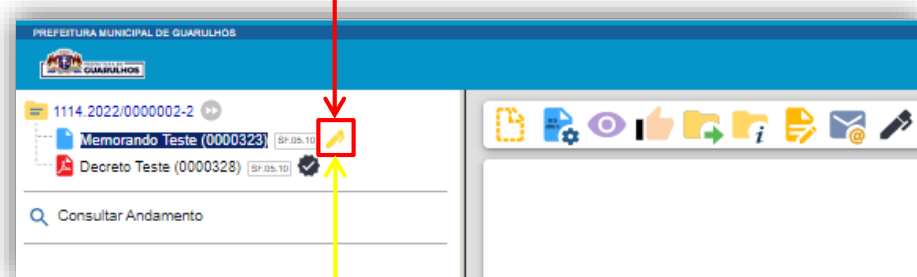 PREFEITURA MUNICIPAL DE GUARULHOS
GUARULHOS
1114.2022/0000002-2
Memorando Teste (0000323) SF.05.10
Decreto Teste (0000328) SF.05.10
Consultar Andamento